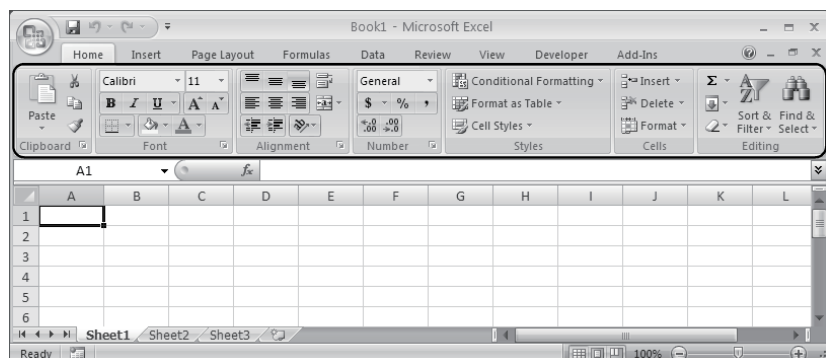 Book1 - Microsoft Excel
Home Insert Page Layout Formulas Data Review View Developer Add-Ins
Paste
Clipboard
Calibri 11
B I U A A
A
Font
Alignment
General
$ % ,
.0 .00 .00 .0
Number
Conditional Formatting
Format as Table
Cell Styles
Styles
Insert
Delete
Format
Cells
Σ
Sort & Filter
Find & Select
Editing
A1 fx
A B C D E F G H I J K L
1
2
3
4
5
6
Sheet1 Sheet2 Sheet3
Ready 100%